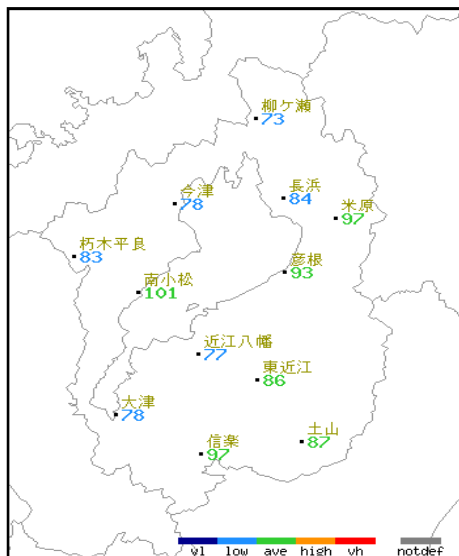 柳ケ瀬
73
今津
78
長浜
84
米原
97
朽木平良
83
彦根
93
南小松
101
近江八幡
77
東近江
86
大津
78
土山
87
信楽
97
vl low ave high vh notdef